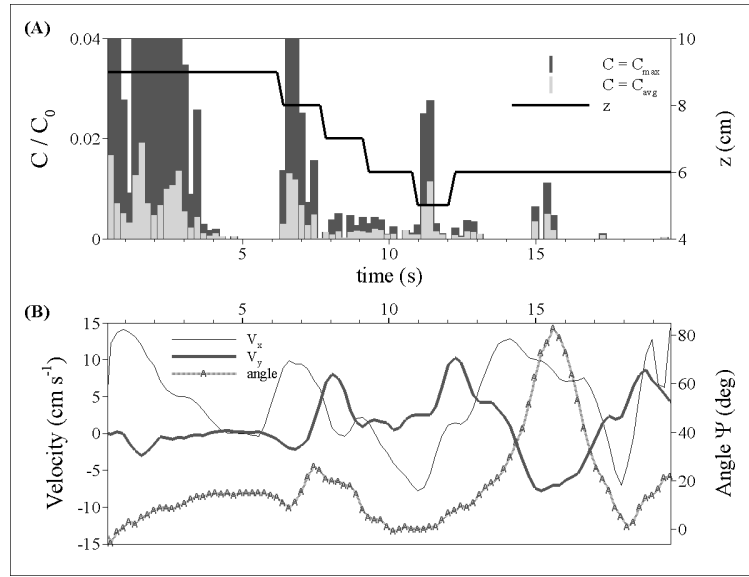 (A)
0.04
0.02
0
C / C0
10
8
6
4
z (cm)
C = Cmax
C = Cavg
z
5 10 15
time (s)
(B)
5 10 15
15
10
5
0
-5
-10
-15
Velocity (cm s-1)
80
60
40
20
0
Angle Ψ (deg)
Vx
Vy
A angle